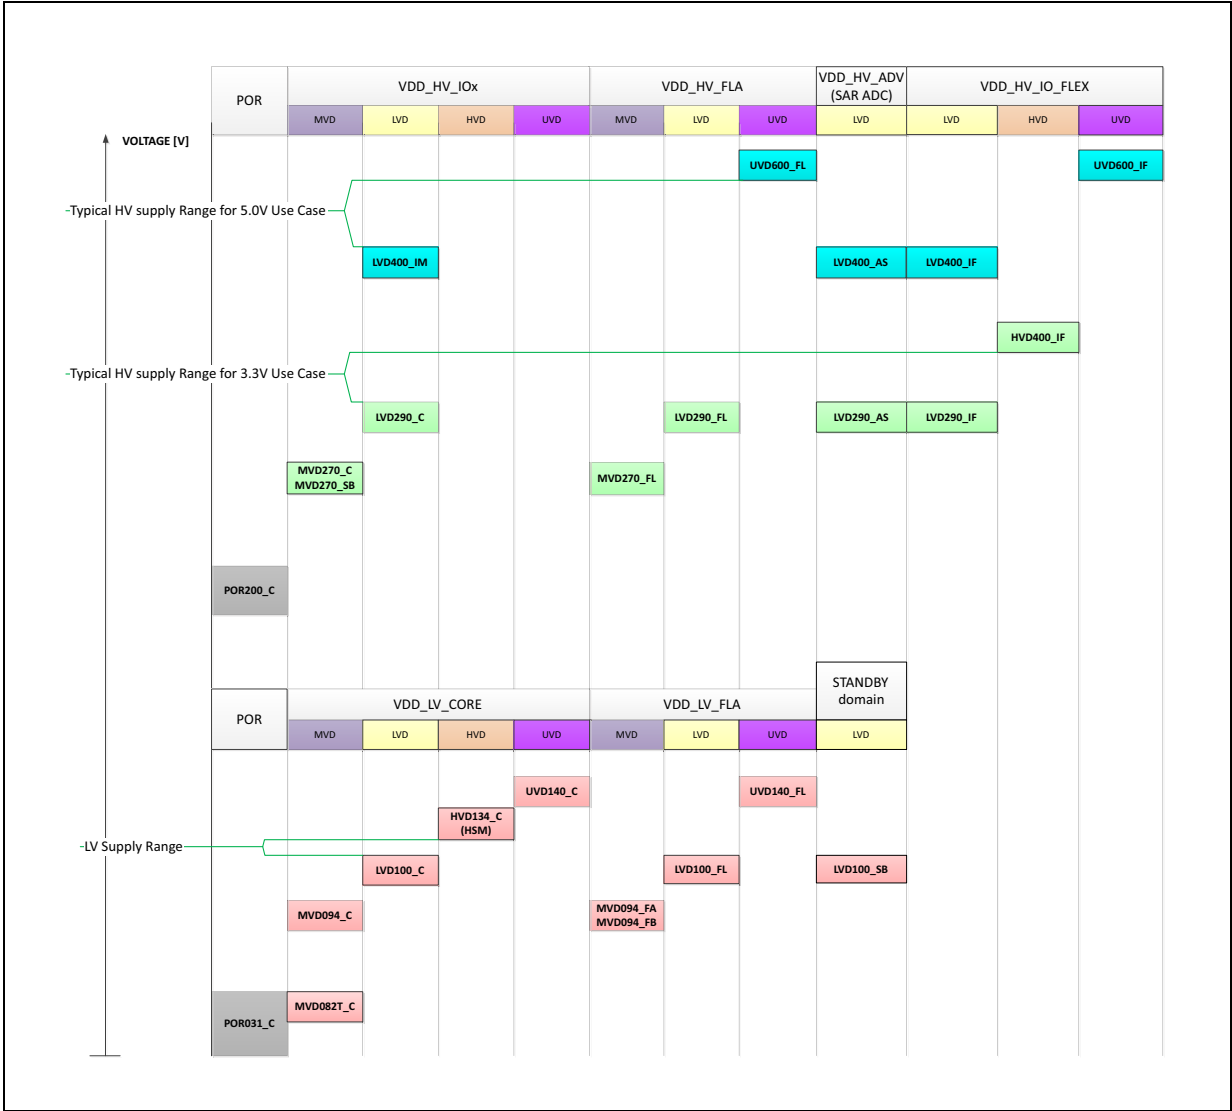 POR
VDD_HV_IOx
VDD_HV_FLA
VDD_HV_ADV
(SAR ADC)
VDD_HV_IO_FLEX
MVD
LVD
HVD
UVD
MVD
LVD
UVD
LVD
LVD
HVD
UVD
VOLTAGE [V]
UVD600_FL
UVD600_IF
Typical HV supply Range for 5.0V Use Case
LVD400_IM
LVD400_AS
LVD400_IF
HVD400_IF
Typical HV supply Range for 3.3V Use Case
LVD290_C
LVD290_FL
LVD290_AS
LVD290_IF
MVD270_C
MVD270_SB
MVD270_FL
POR200_C
POR
VDD_LV_CORE
VDD_LV_FLA
STANDBY
domain
MVD
LVD
HVD
UVD
MVD
LVD
UVD
LVD
UVD140_C
UVD140_FL
HVD134_C
(HSM)
LV Supply Range
LVD100_C
LVD100_FL
LVD100_SB
MVD094_C
MVD094_FA
MVD094_FB
MVD082T_C
POR031_C